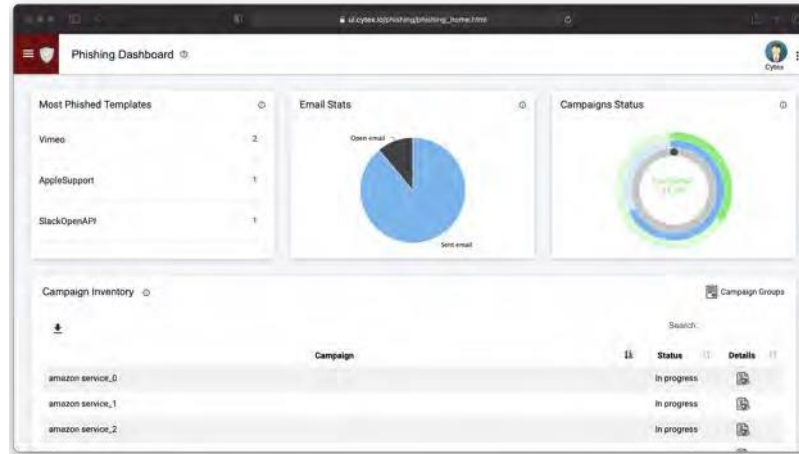 ui.cytex.io/phishing/phishing_home.html
Phishing Dashboard
Cytex
Most Phished Templates
Vimeo 2
AppleSupport 1
SlackOpenAPI 1
Email Stats
Open email
Sent email
Campaigns Status
Campaign Inventory
Campaign Groups
Search:
Campaign Status Details
amazon service_0 In progress
amazon service_1 In progress
amazon service_2 In progress